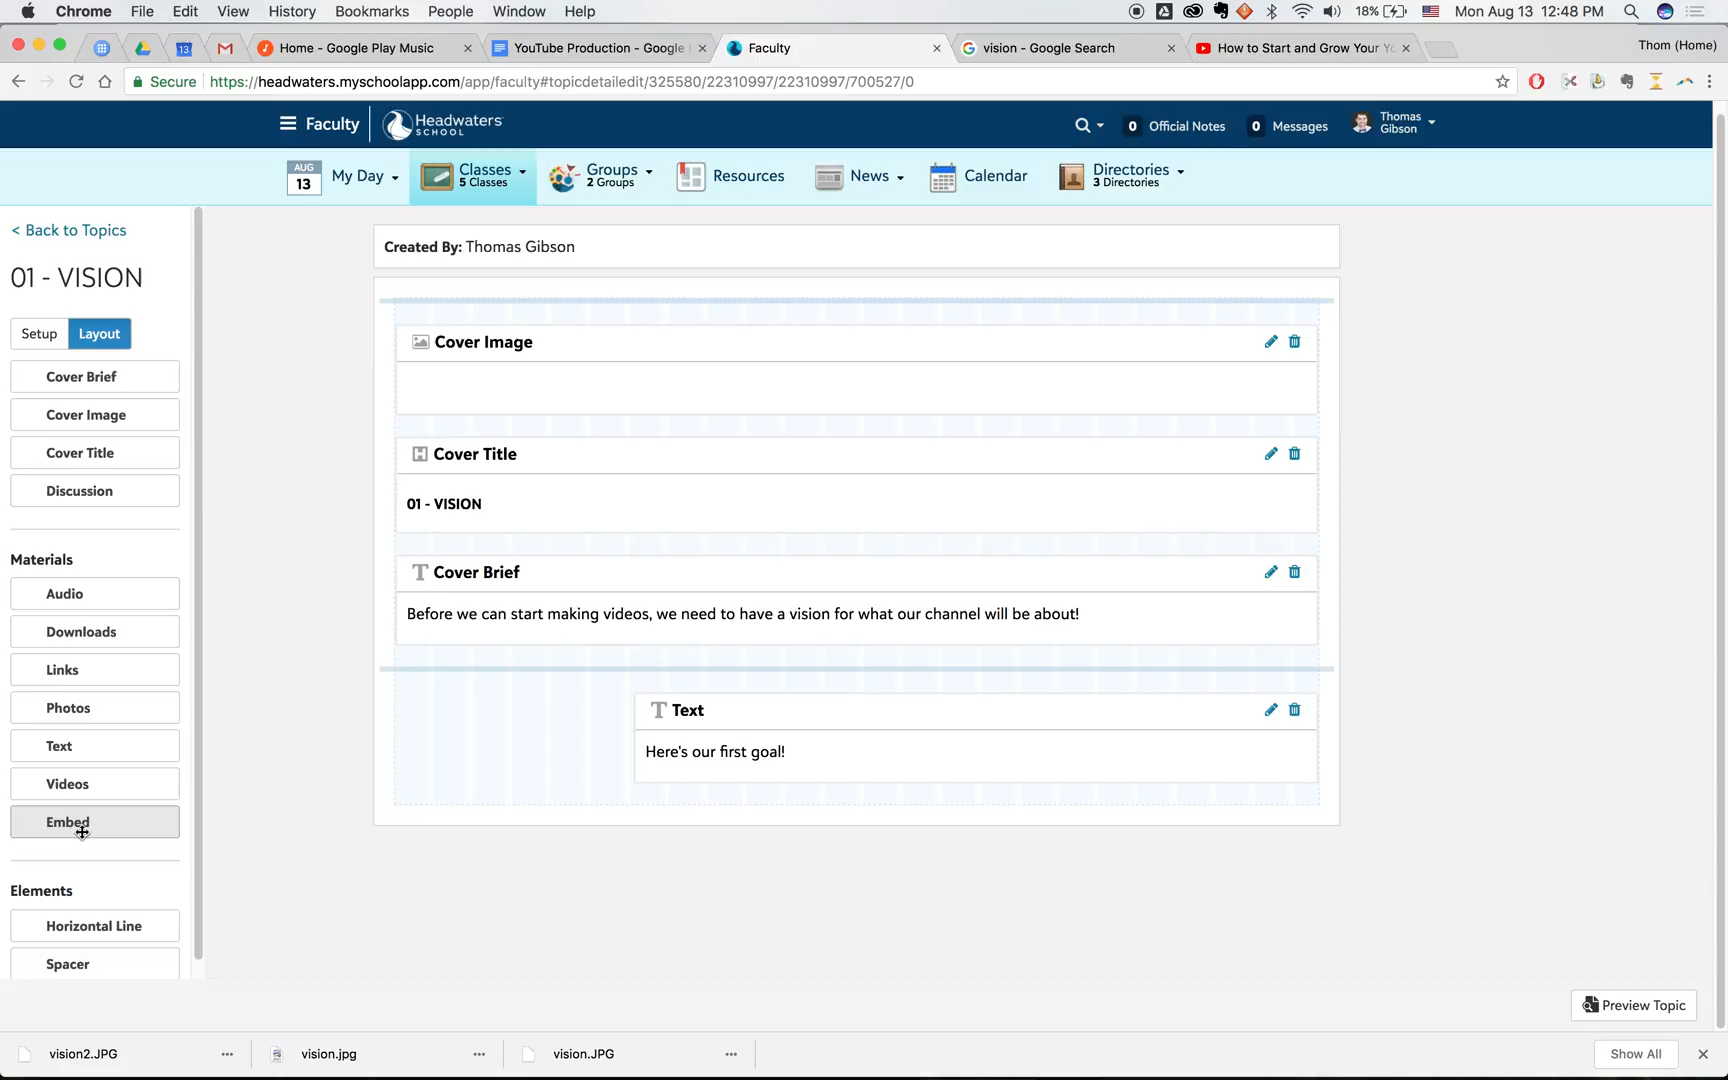 Chrome File Edit View History Bookmarks People Window Help 18% Mon Aug 13 12:48 PM
Home - Google Play Music YouTube Production - Google Faculty vision - Google Search How to Start and Grow Your Thom (Home)
Secure https://headwaters.myschoolapp.com/app/faculty#topicdetailedit/325580/22310997/22310997/700527/0
Faculty Headwaters SCHOOL 0 Official Notes 0 Messages Thomas Gibson
AUG 13 My Day Classes 5 Classes Groups 2 Groups Resources News Calendar Directories 3 Directories
< Back to Topics
Created By: Thomas Gibson
01 - VISION
Setup Layout
Cover Brief
Cover Image
Cover Title
Discussion
Materials
Audio
Downloads
Links
Photos
Text
Videos
Embed
Elements
Horizontal Line
Spacer
Cover Image
Cover Title
01 - VISION
Cover Brief
Before we can start making videos, we need to have a vision for what our channel will be about!
Text
Here's our first goal!
Preview Topic
vision2.JPG vision.jpg vision.JPG Show All